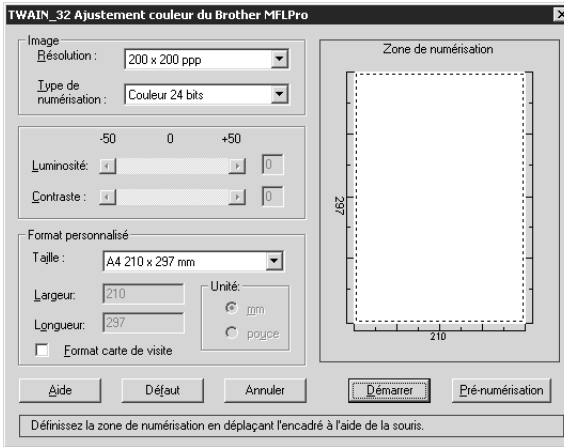 TWAIN_32 Ajustement couleur du Brother MFLPro
Image
Résolution :
200 x 200 ppp
Type de
numérisation :
Couleur 24 bits
-50 0 +50
Luminosité: 0
Contraste : 0
Format personnalisé
Taille :
A4 210 x 297 mm
Largeur: 210
Longueur: 297
Unité:
mm
pouce
Format carte de visite
Zone de numérisation
297
210
Aide Défaut Annuler Démarrer Pré-numérisation
Définissez la zone de numérisation en déplaçant l'encadré à l'aide de la souris.